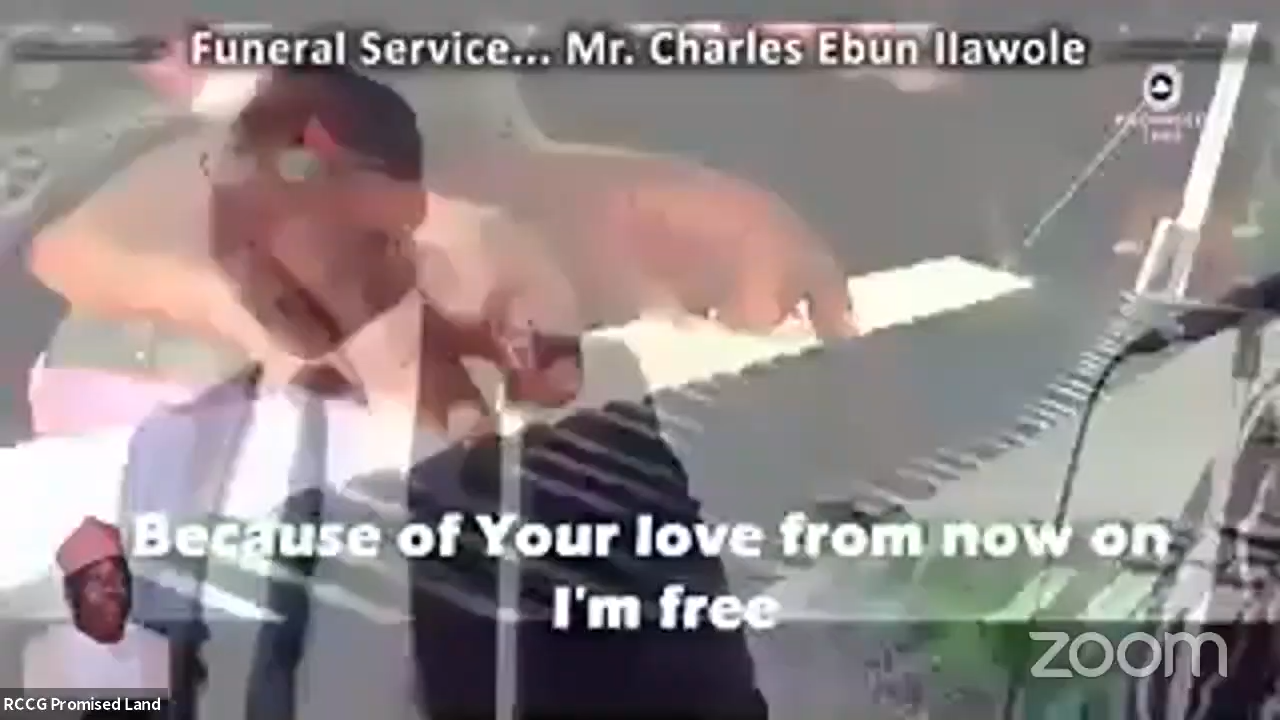 Funeral Service... Mr. Charles Ebun Ilawole
Because of Your love from now on
I'm free
zoom
RCCG Promised Land